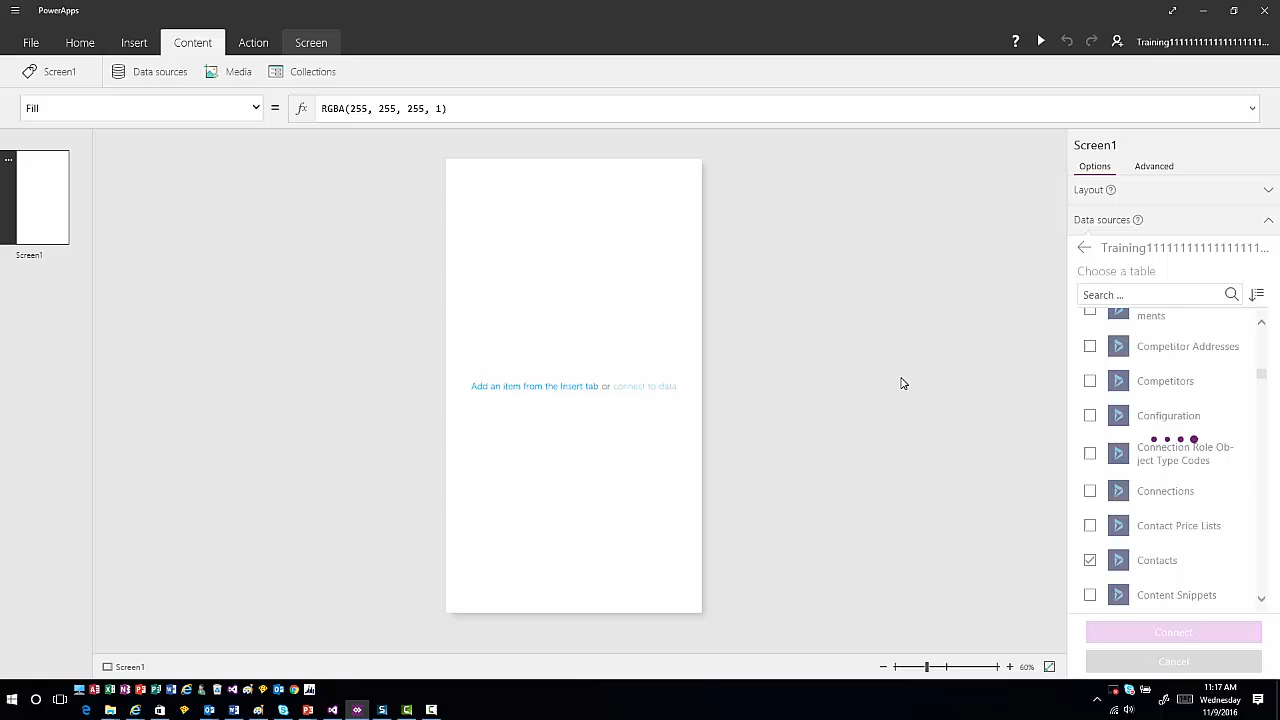 PowerApps
File Home Insert Content Action Screen
Training1111111111111111111...
Screen1 Data sources Media Collections
Fill = fx RGBA(255, 255, 255, 1)
Screen1
Add an item from the Insert tab or connect to data
Screen1
60%
Screen1
Options Advanced
Layout
Data sources
Training11111111111111111...
Choose a table
Search ...
ments
Competitor Addresses
Competitors
Configuration
Connection Role Ob-
ject Type Codes
Connections
Contact Price Lists
Contacts
Content Snippets
Connect
Cancel
11:17 AM
Wednesday
11/9/2016